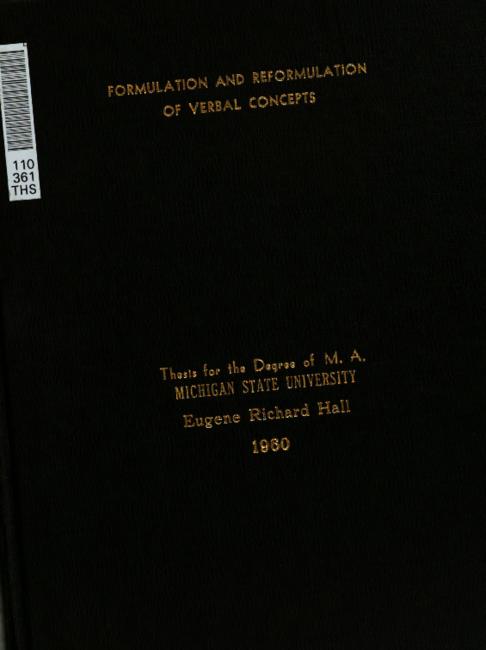 FORMULATION AND REFORMULATION
OF VERBAL CONCEPTS
110
361
THS
Thesis for the Degree of M. A.
MICHIGAN STATE UNIVERSITY
Eugene Richard Hall
1960